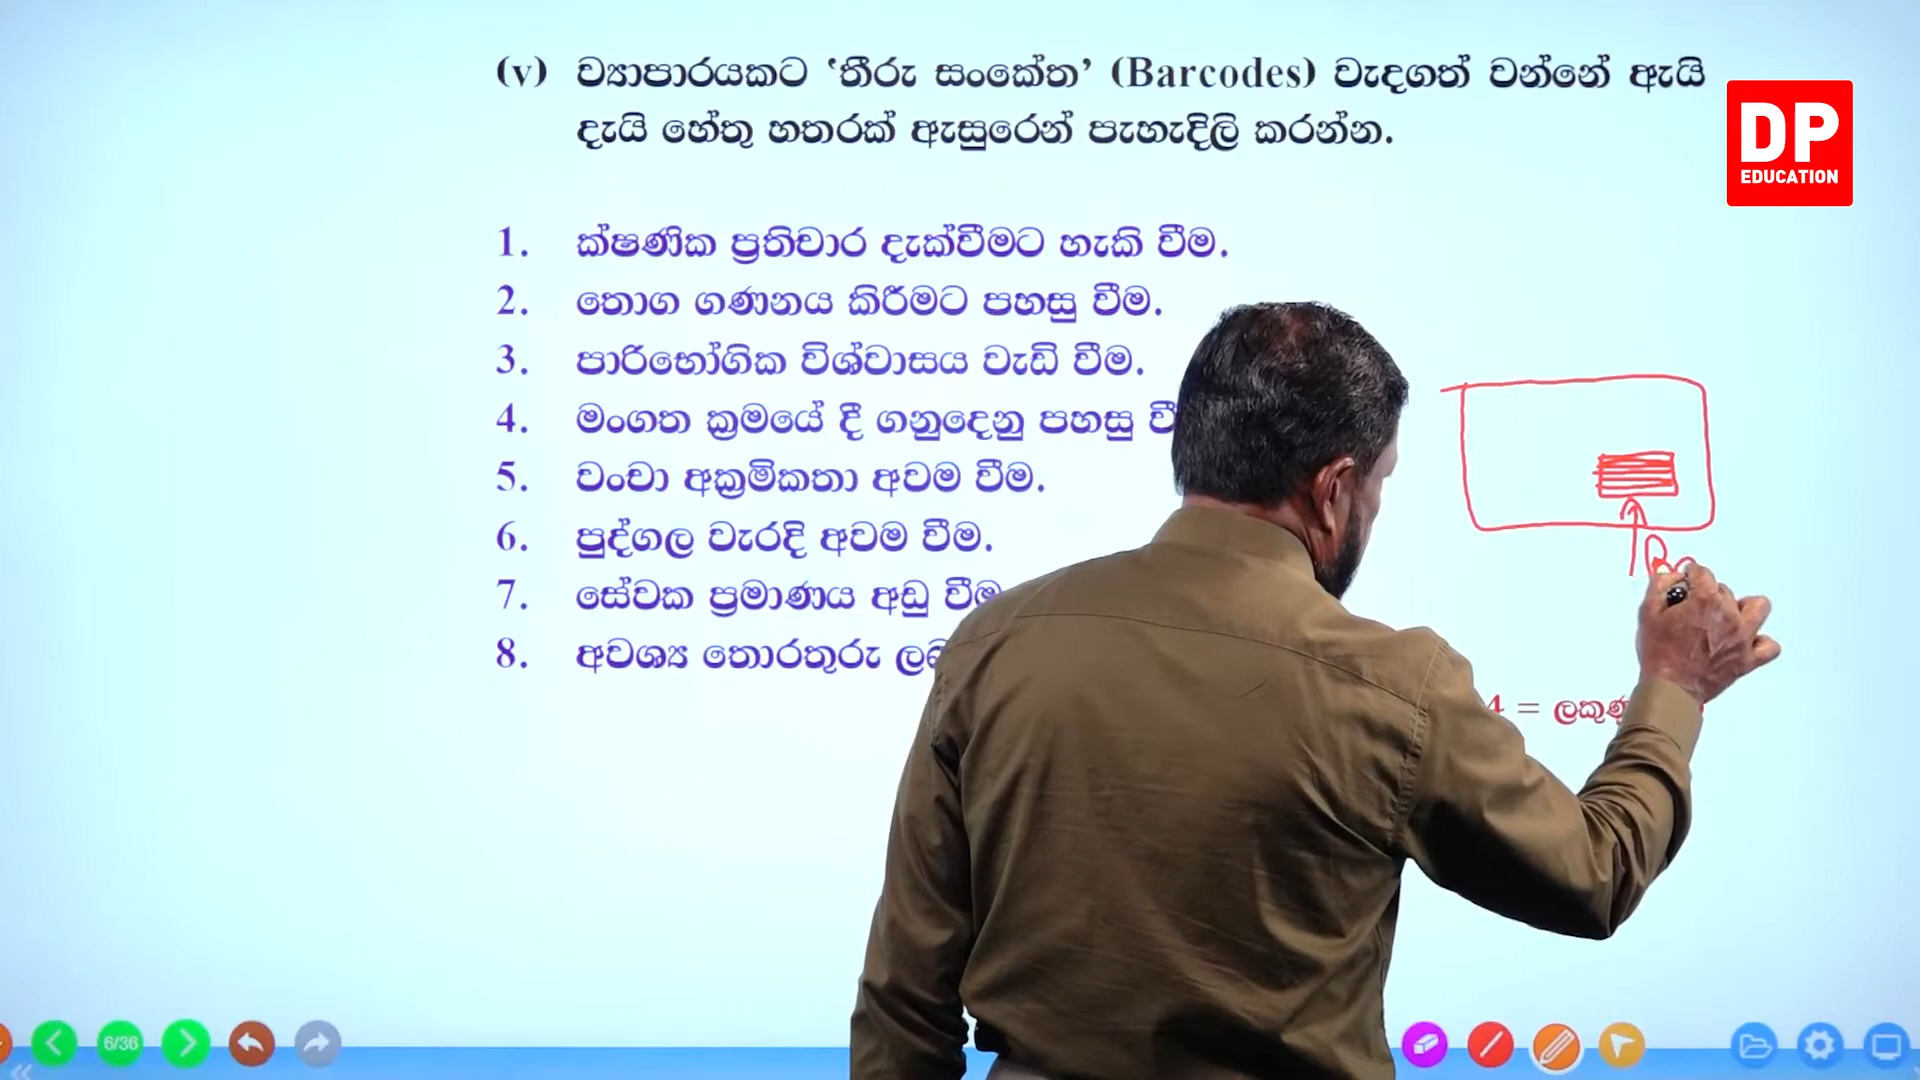 (v) ව්‍යාපාරයකට ‘තීරු සංකේත’ (Barcodes) වැදගත් වන්නේ ඇයි
දැයි හේතු හතරක් ඇසුරෙන් පැහැදිලි කරන්න.
DP
EDUCATION
1. ක්ෂණික ප්‍රතිචාර දැක්වීමට හැකි වීම.
2. තොග ගණනය කිරීමට පහසු වීම.
3. පාරිභෝගික විශ්වාසය වැඩි වීම.
4. මංගත ක්‍රමයේ දී ගනුදෙනු පහසු
5. වංචා අක්‍රමිකතා අවම වීම.
6. පුද්ගල වැරදි අවම වීම.
7. සේවක ප්‍රමාණය අඩු වීම
8. අවශ්‍ය තොරතුරු
4 =
6/36